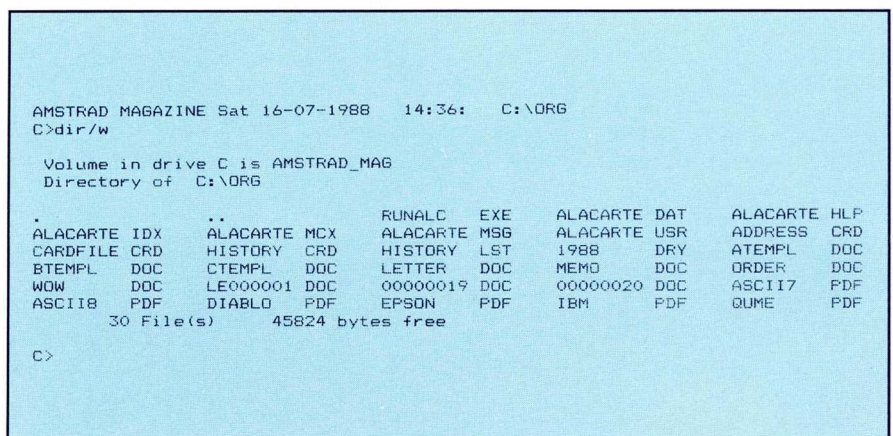 AMSTRAD MAGAZINE Sat 16-07-1988 14:36: C:\ORG
C>dir/w
Volume in drive C is AMSTRAD_MAG
Directory of C:\ORG
. .. RUNALC EXE ALACARTE DAT ALACARTE HLP
ALACARTE IDX ALACARTE MCX ALACARTE MSG ALACARTE USR ADDRESS CRD
CARDFILE CRD HISTORY CRD HISTORY LST 1988 DRY ATEMPL DOC
BTEMPL DOC CTEMPL DOC LETTER DOC MEMO DOC ORDER DOC
WOW DOC LE000001 DOC 00000019 DOC 00000020 DOC ASCII7 PDF
ASCII8 PDF DIABLO PDF EPSON PDF IBM PDF QUME PDF
30 File(s) 45824 bytes free
C>